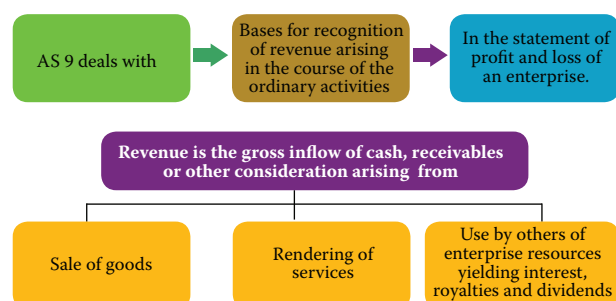 AS 9 deals with
Bases for recognition
of revenue arising
in the course of the
ordinary activities
In the statement of
profit and loss of
an enterprise.
Revenue is the gross inflow of cash, receivables
or other consideration arising from
Sale of goods
Rendering of
services
Use by others of
enterprise resources
yielding interest,
royalties and dividends